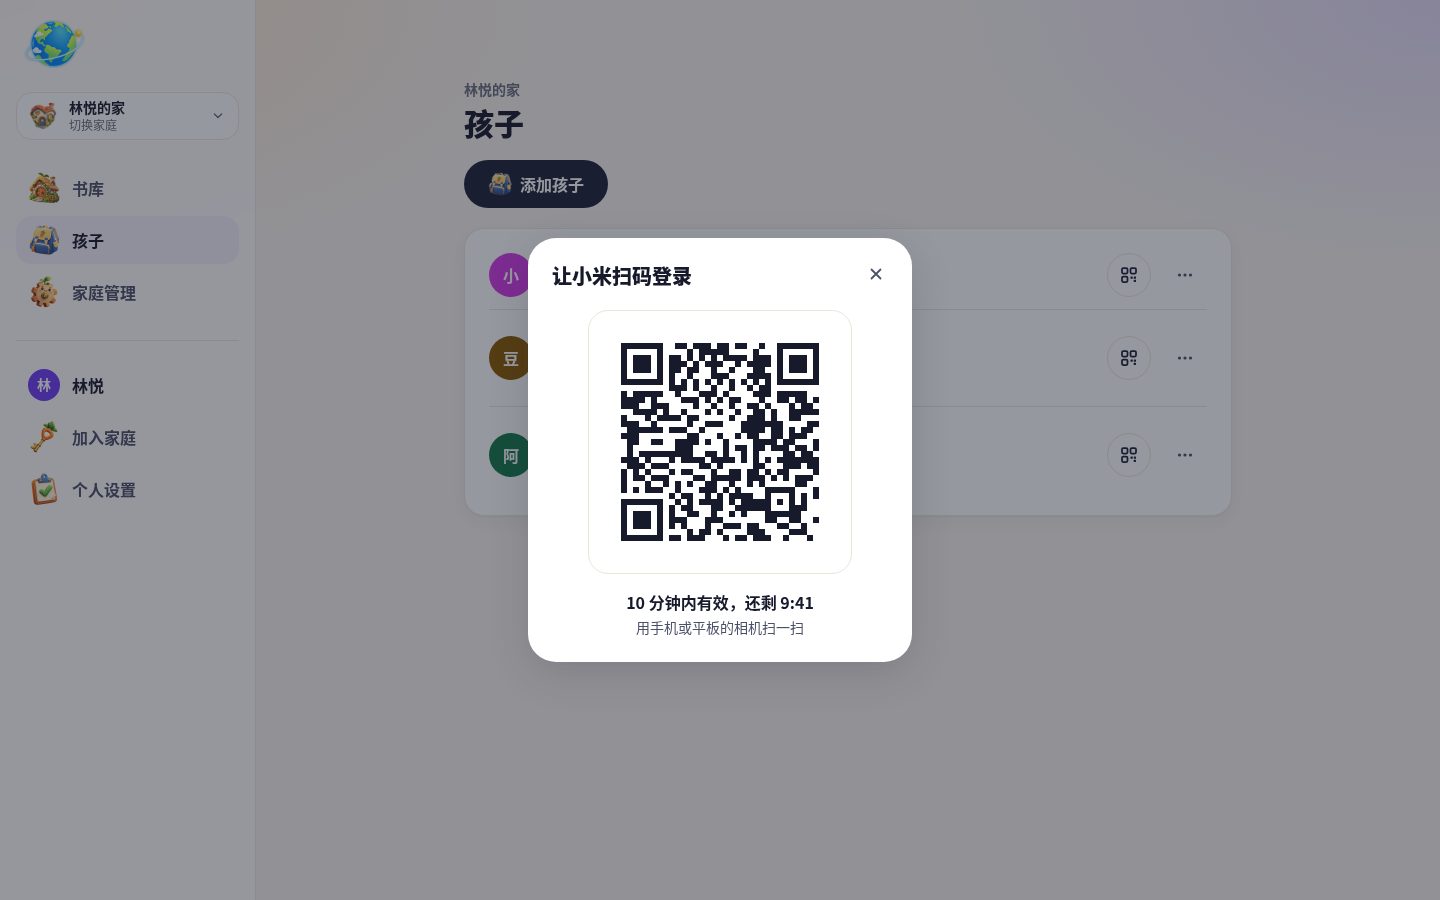 林悦的家
切换家庭
书库
孩子
家庭管理
林
林悦
加入家庭
个人设置
林悦的家
孩子
添加孩子
小
豆
阿
让小米扫码登录
10 分钟内有效，还剩 9:41
用手机或平板的相机扫一扫